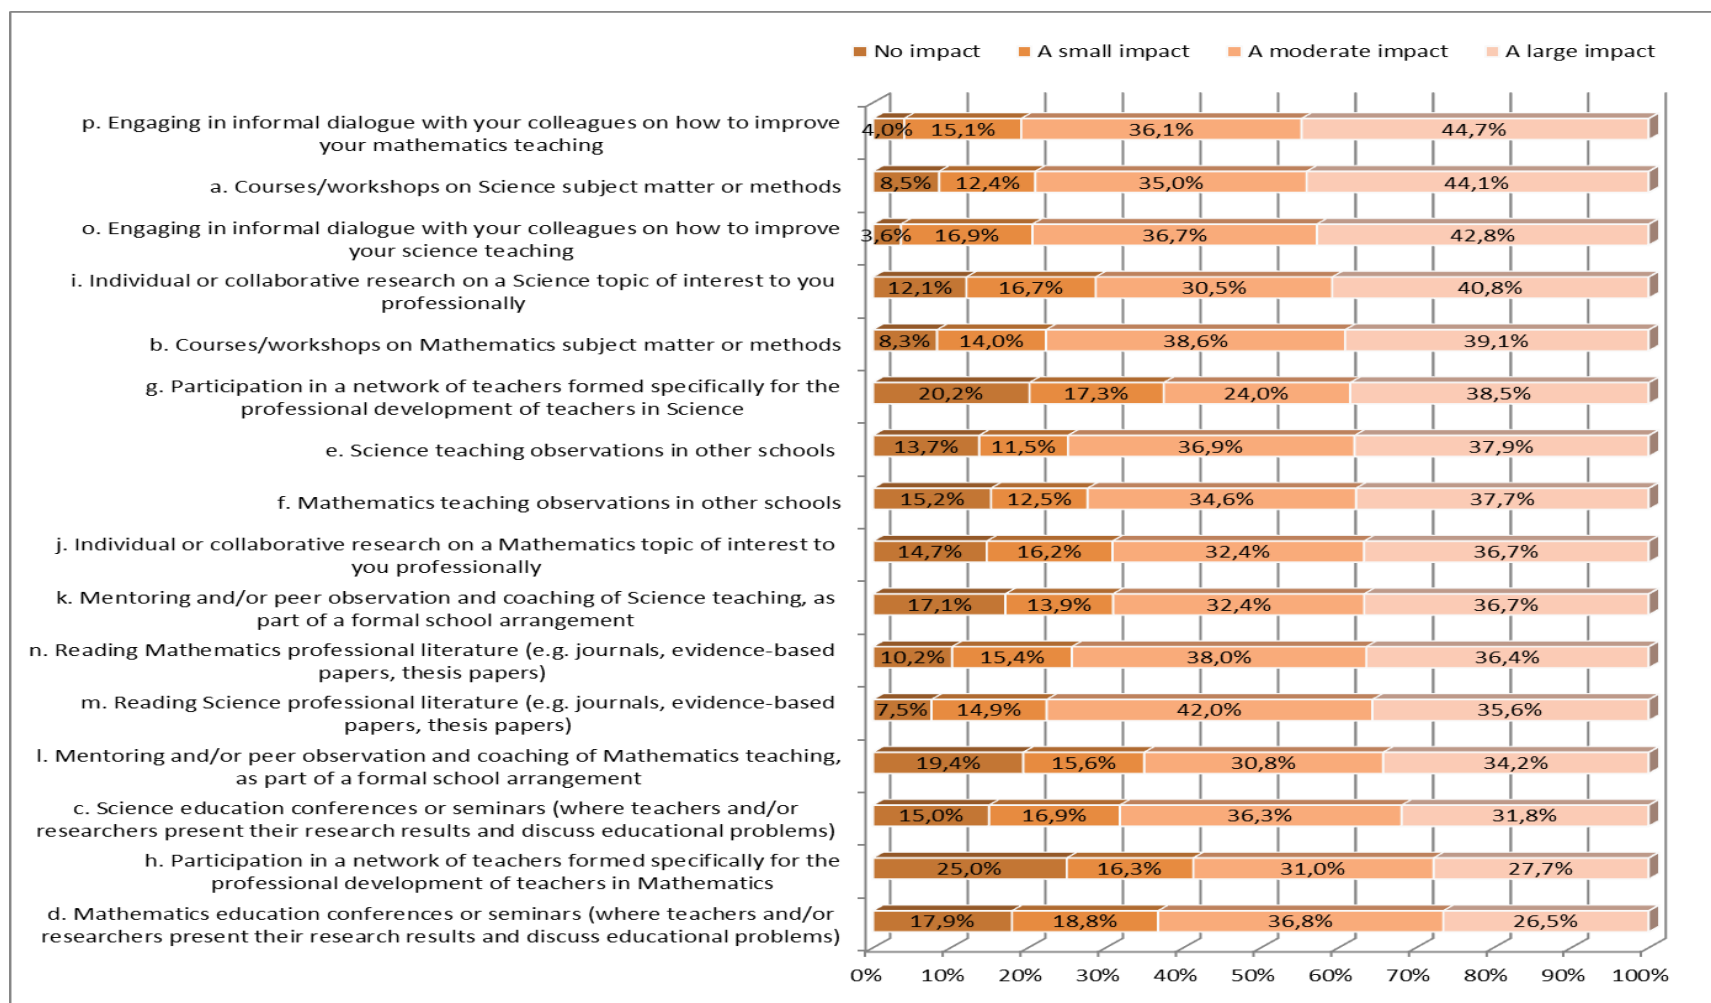 No impact A small impact A moderate impact A large impact
p. Engaging in informal dialogue with your colleagues on how to improve
your mathematics teaching
4,0% 15,1% 36,1% 44,7%
a. Courses/workshops on Science subject matter or methods
8,5% 12,4% 35,0% 44,1%
o. Engaging in informal dialogue with your colleagues on how to improve
your science teaching
3,6% 16,9% 36,7% 42,8%
i. Individual or collaborative research on a Science topic of interest to you
professionally
12,1% 16,7% 30,5% 40,8%
b. Courses/workshops on Mathematics subject matter or methods
8,3% 14,0% 38,6% 39,1%
g. Participation in a network of teachers formed specifically for the
professional development of teachers in Science
20,2% 17,3% 24,0% 38,5%
e. Science teaching observations in other schools
13,7% 11,5% 36,9% 37,9%
f. Mathematics teaching observations in other schools
15,2% 12,5% 34,6% 37,7%
j. Individual or collaborative research on a Mathematics topic of interest to
you professionally
14,7% 16,2% 32,4% 36,7%
k. Mentoring and/or peer observation and coaching of Science teaching, as
part of a formal school arrangement
17,1% 13,9% 32,4% 36,7%
n. Reading Mathematics professional literature (e.g. journals, evidence-based
papers, thesis papers)
10,2% 15,4% 38,0% 36,4%
m. Reading Science professional literature (e.g. journals, evidence-based
papers, thesis papers)
7,5% 14,9% 42,0% 35,6%
l. Mentoring and/or peer observation and coaching of Mathematics teaching,
as part of a formal school arrangement
19,4% 15,6% 30,8% 34,2%
c. Science education conferences or seminars (where teachers and/or
researchers present their research results and discuss educational problems)
15,0% 16,9% 36,3% 31,8%
h. Participation in a network of teachers formed specifically for the
professional development of teachers in Mathematics
25,0% 16,3% 31,0% 27,7%
d. Mathematics education conferences or seminars (where teachers and/or
researchers present their research results and discuss educational problems)
17,9% 18,8% 36,8% 26,5%
0% 10% 20% 30% 40% 50% 60% 70% 80% 90% 100%